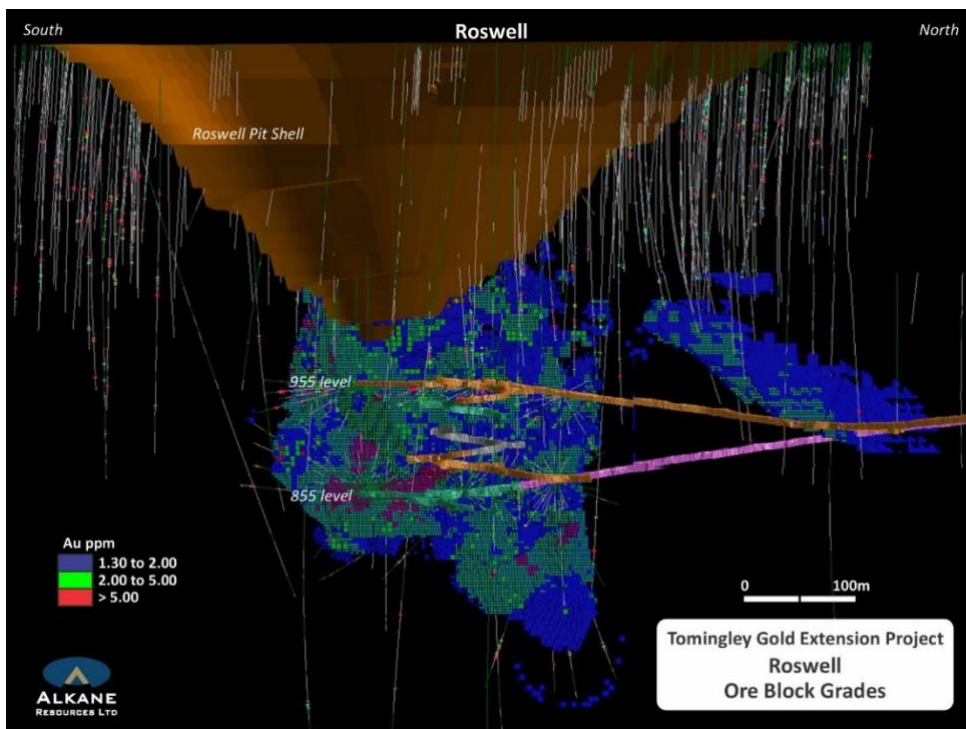 South
Roswell
North
Roswell Pit Shell
955 level
855 level
Au ppm
1.30 to 2.00
2.00 to 5.00
> 5.00
0 100m
Tomingley Gold Extension Project
Roswell
Ore Block Grades
ALKANE
RESOURCES LTD